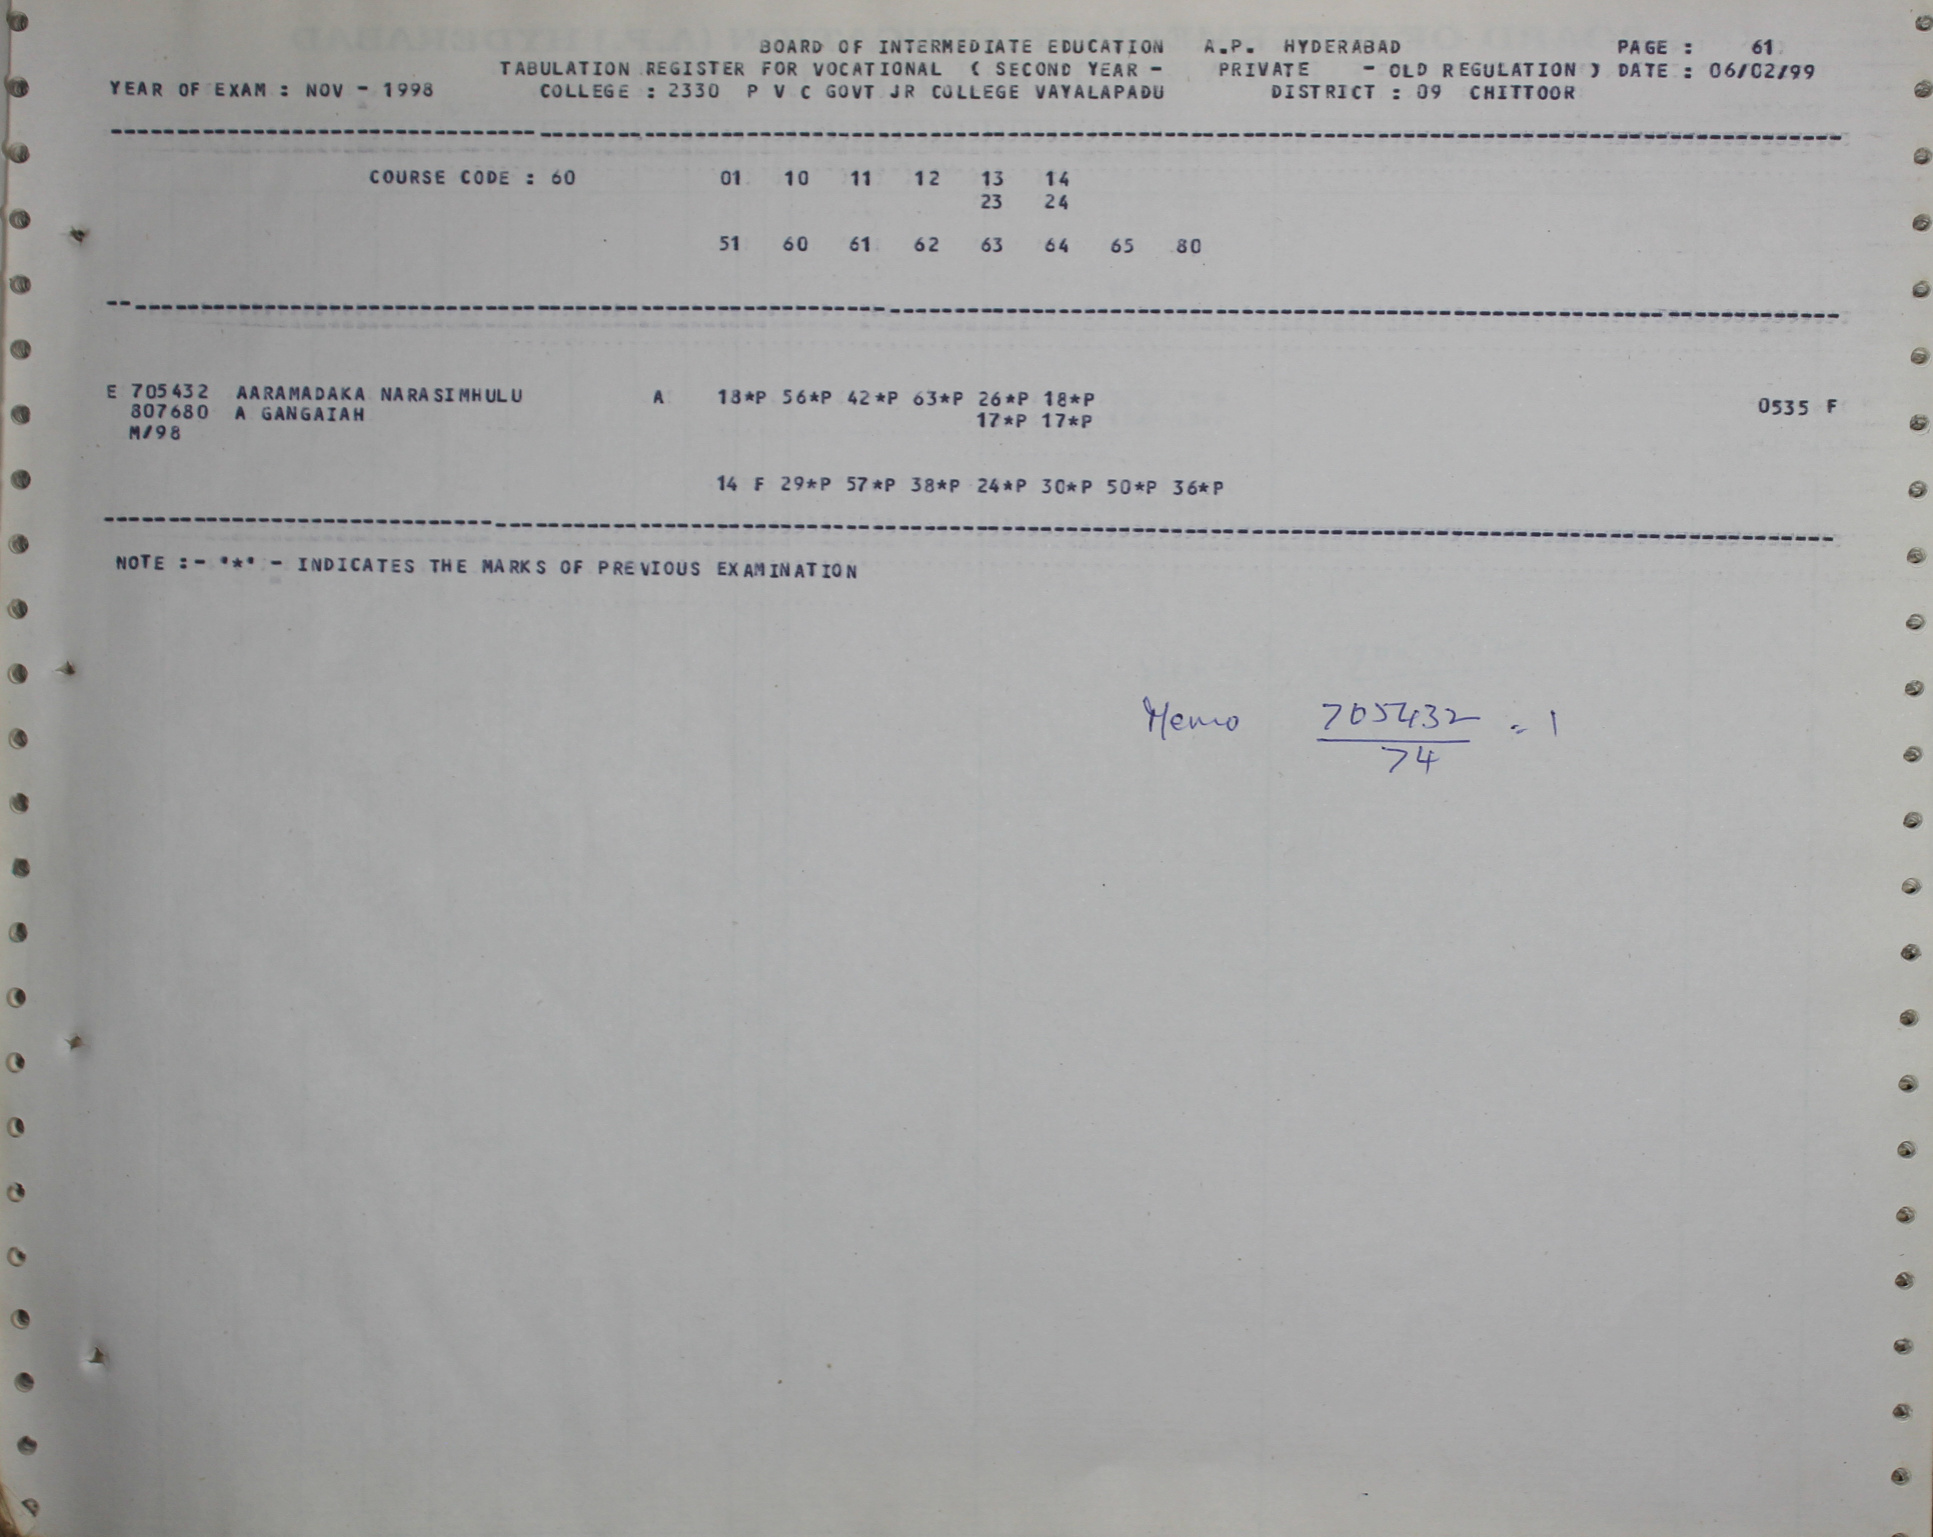 BOARD OF INTERMEDIATE EDUCATION A.P. HYDERABAD PAGE : 61
TABULATION REGISTER FOR VOCATIONAL ( SECOND YEAR - PRIVATE - OLD REGULATION ) DATE : 06/02/99
YEAR OF EXAM : NOV - 1998 COLLEGE : 2330 P V C GOVT JR COLLEGE VAYALAPADU DISTRICT : 09 CHITTOOR
COURSE CODE : 60 01 10 11 12 13 14
23 24
51 60 61 62 63 64 65 80
E 705432 AARAMADAKA NARASIMHULU A 18*P 56*P 42*P 63*P 26*P 18*P 0535 F
807680 A GANGAIAH 17*P 17*P
M/98
14 F 29*P 57*P 38*P 24*P 30*P 50*P 36*P
NOTE :- '*' - INDICATES THE MARKS OF PREVIOUS EXAMINATION
Memo 705432 = 1
74